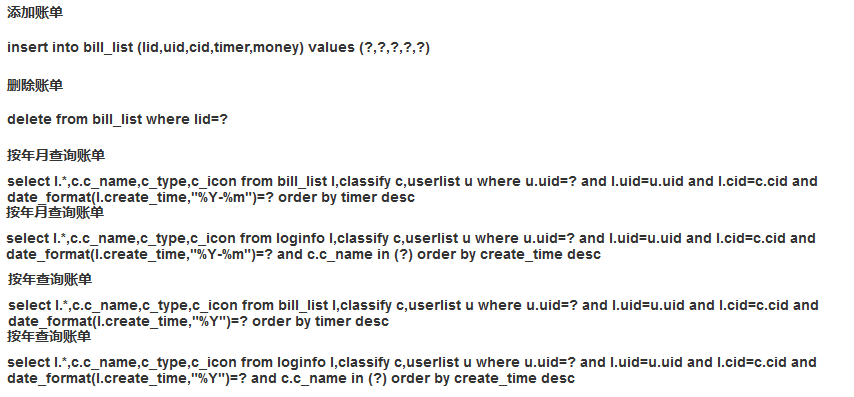 添加账单
insert into bill_list (lid,uid,cid,timer,money) values (?,?,?,?,?)
删除账单
delete from bill_list where lid=?
按年月查询账单
select l.*,c.c_name,c_type,c_icon from bill_list l,classify c,userlist u where u.uid=? and l.uid=u.uid and l.cid=c.cid and
date_format(l.create_time,"%Y-%m")=? order by timer desc
按年月查询账单
select l.*,c.c_name,c_type,c_icon from loginfo l,classify c,userlist u where u.uid=? and l.uid=u.uid and l.cid=c.cid and
date_format(l.create_time,"%Y-%m")=? and c.c_name in (?) order by create_time desc
按年查询账单
select l.*,c.c_name,c_type,c_icon from bill_list l,classify c,userlist u where u.uid=? and l.uid=u.uid and l.cid=c.cid and
date_format(l.create_time,"%Y")=? order by timer desc
按年查询账单
select l.*,c.c_name,c_type,c_icon from loginfo l,classify c,userlist u where u.uid=? and l.uid=u.uid and l.cid=c.cid and
date_format(l.create_time,"%Y")=? and c.c_name in (?) order by create_time desc